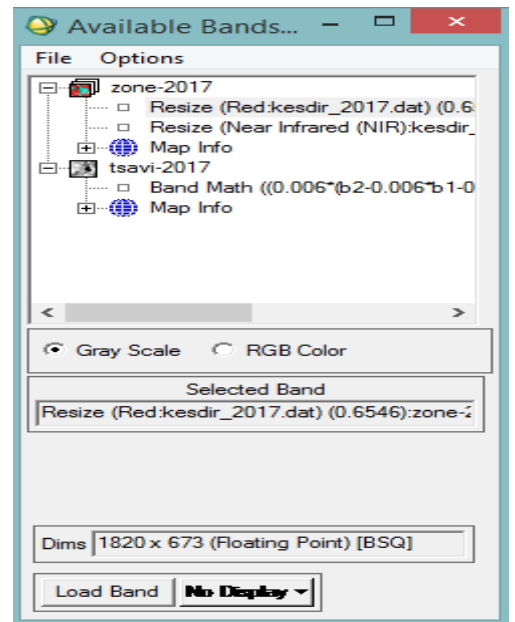 Available Bands...
File Options
zone-2017
Resize (Red:kesdir_2017.dat) (0.6
Resize (Near Infrared (NIR):kesdir_
Map Info
tsavi-2017
Band Math ((0.006*(b2-0.006*b1-0
Map Info
Gray Scale RGB Color
Selected Band
Resize (Red:kesdir_2017.dat) (0.6546):zone-2
Dims 1820 x 673 (Floating Point) [BSQ]
Load Band No Display